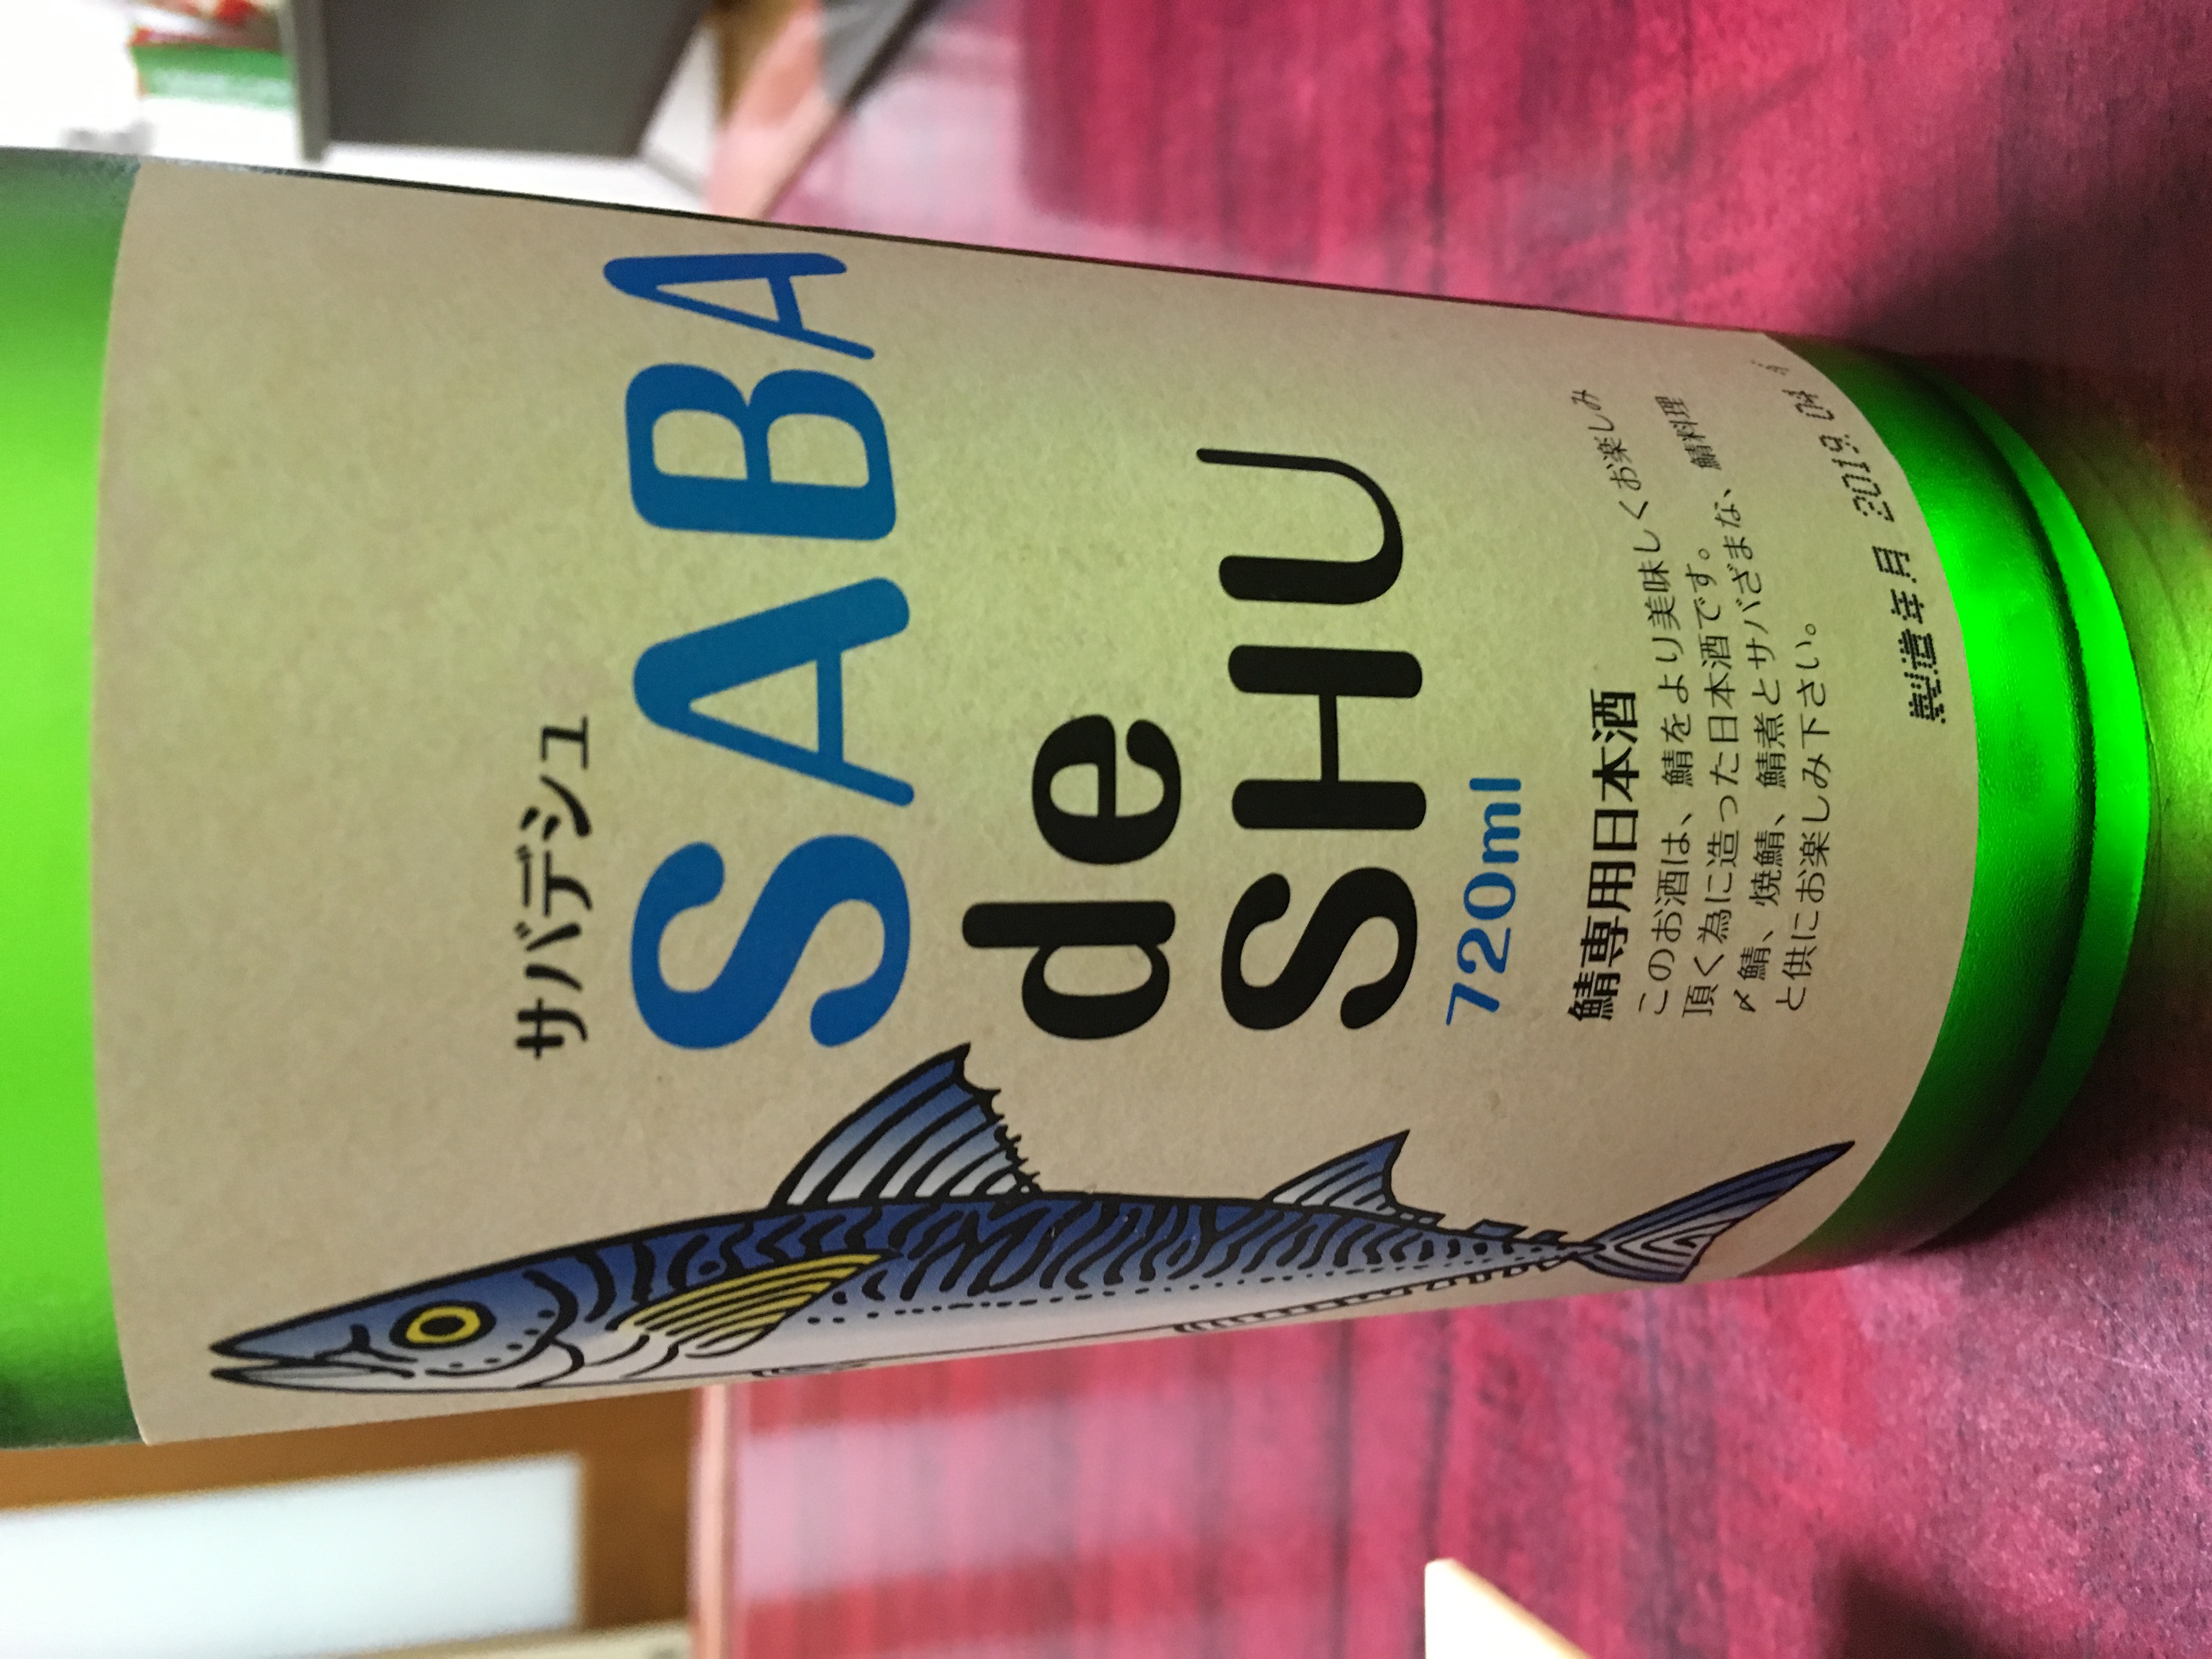 サバデシュ
SABA
de
SHU
720ml
鯖専用日本酒
このお酒は、鯖をより美味しくお楽しみ
頂く為に造った日本酒です。
〆鯖、焼鯖、鯖煮とサバざまな、鯖料理
と供にお楽しみ下さい。
製造年月 2019 04